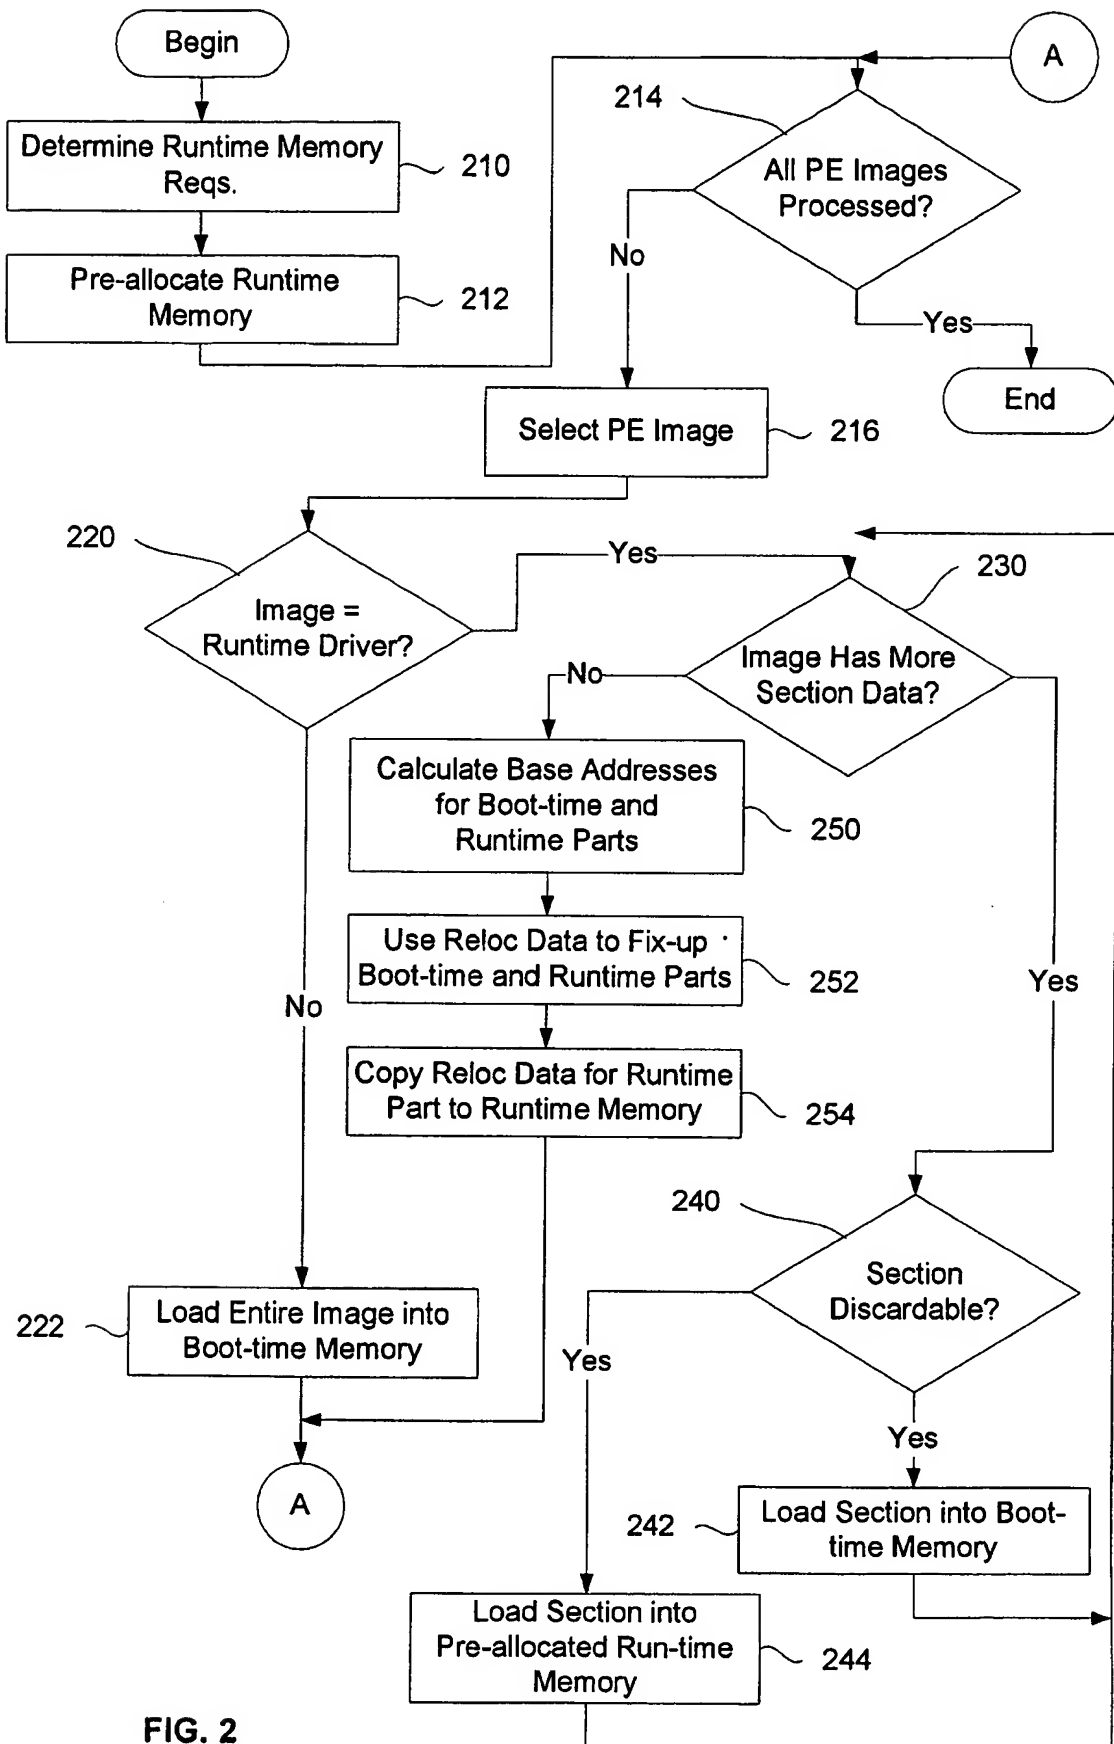 Begin
A
214
Determine Runtime Memory
Reqs.
210
All PE Images
Processed?
No
Pre-allocate Runtime
Memory
212
Yes
End
Select PE Image
216
220
Yes
230
Image =
Runtime Driver?
Image Has More
Section Data?
No
Calculate Base Addresses
for Boot-time and
Runtime Parts
250
Use Reloc Data to Fix-up
Boot-time and Runtime Parts
252
Yes
No
Copy Reloc Data for Runtime
Part to Runtime Memory
254
240
Section
Discardable?
Load Entire Image into
Boot-time Memory
222
Yes
Yes
A
Load Section into Boot-
time Memory
242
Load Section into
Pre-allocated Run-time
Memory
244
FIG. 2